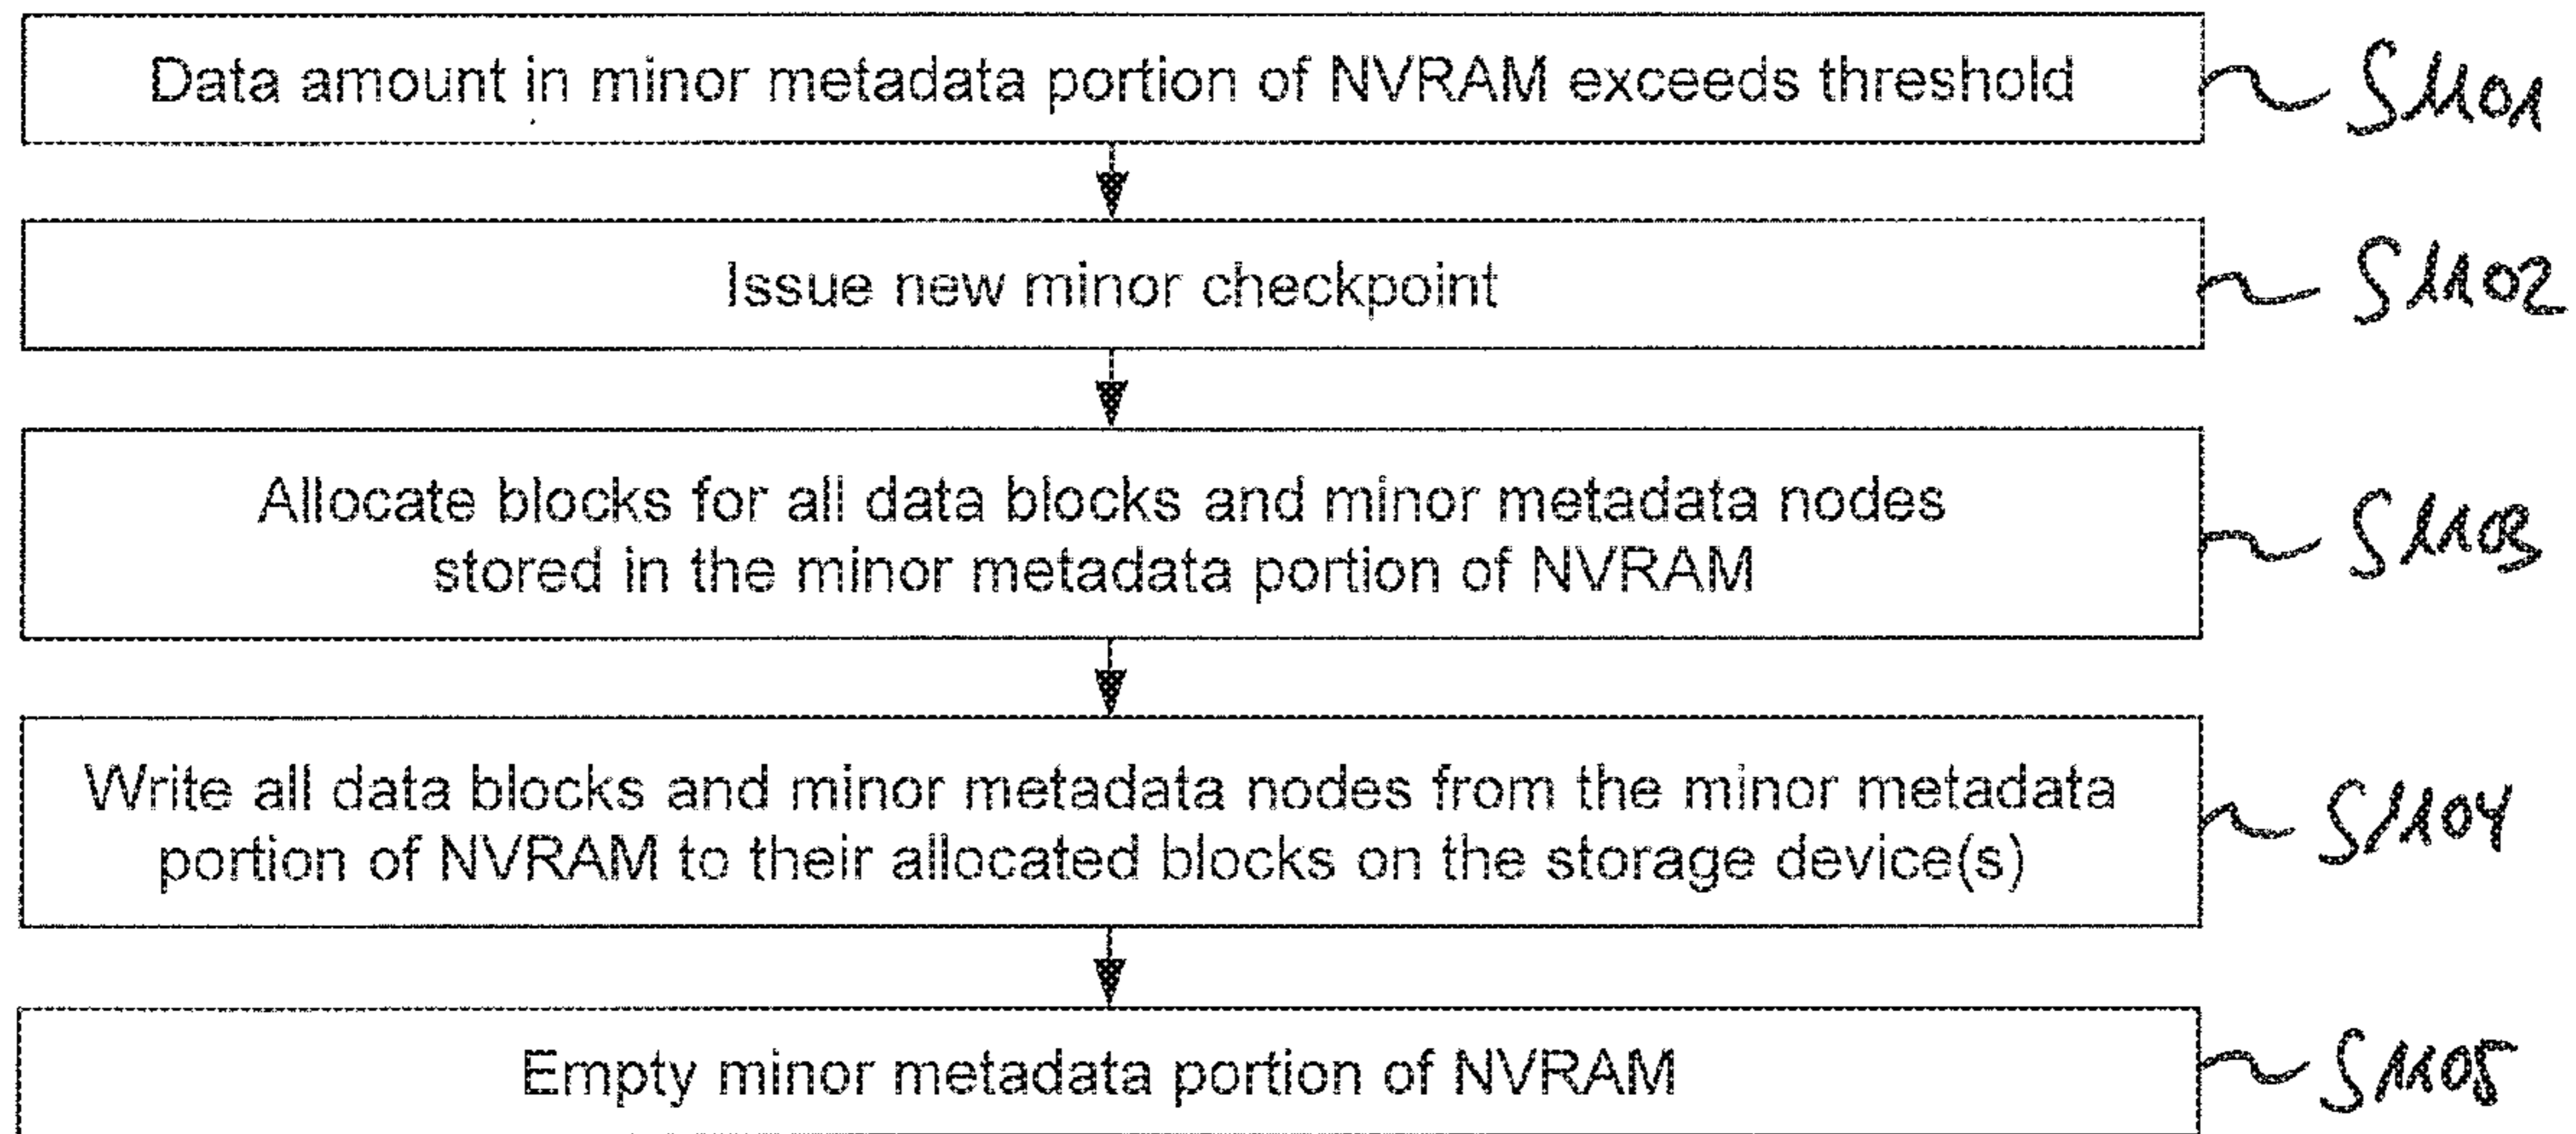 Data amount in minor metadata portion of NVRAM exceeds threshold
S1101
Issue new minor checkpoint
S1102
Allocate blocks for all data blocks and minor metadata nodes
stored in the minor metadata portion of NVRAM
S1103
Write all data blocks and minor metadata nodes from the minor metadata
portion of NVRAM to their allocated blocks on the storage device(s)
S1104
Empty minor metadata portion of NVRAM
S1105